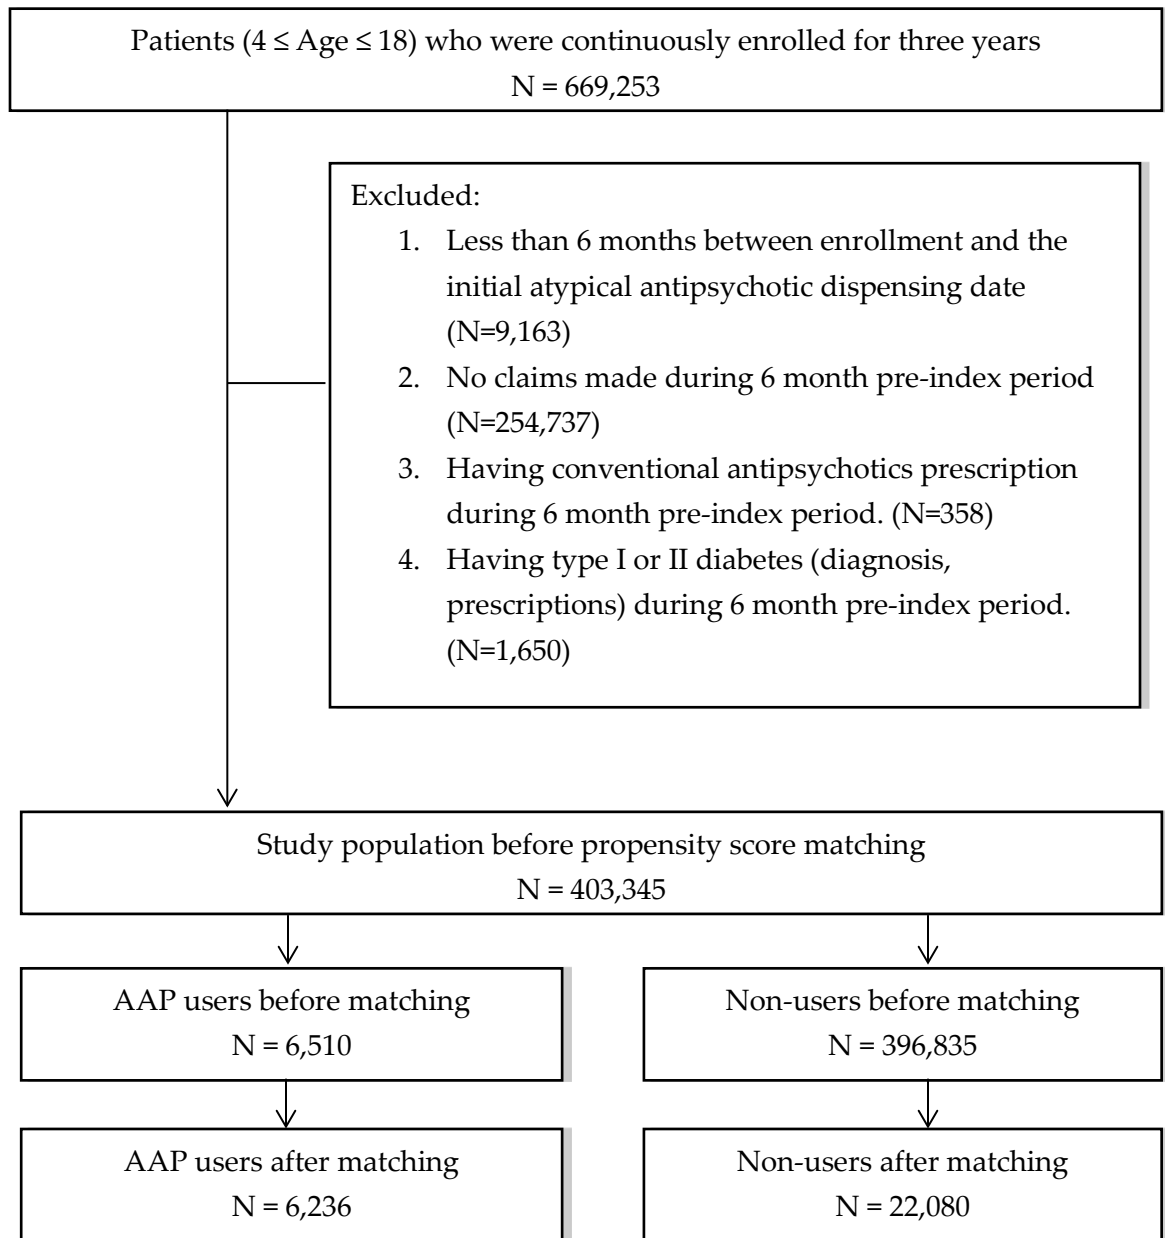 Patients (4 ≤ Age ≤ 18) who were continuously enrolled for three years
N = 669,253
Excluded:
1. Less than 6 months between enrollment and the
initial atypical antipsychotic dispensing date
(N=9,163)
2. No claims made during 6 month pre-index period
(N=254,737)
3. Having conventional antipsychotics prescription
during 6 month pre-index period. (N=358)
4. Having type I or II diabetes (diagnosis,
prescriptions) during 6 month pre-index period.
(N=1,650)
Study population before propensity score matching
N = 403,345
AAP users before matching
N = 6,510
Non-users before matching
N = 396,835
AAP users after matching
N = 6,236
Non-users after matching
N = 22,080